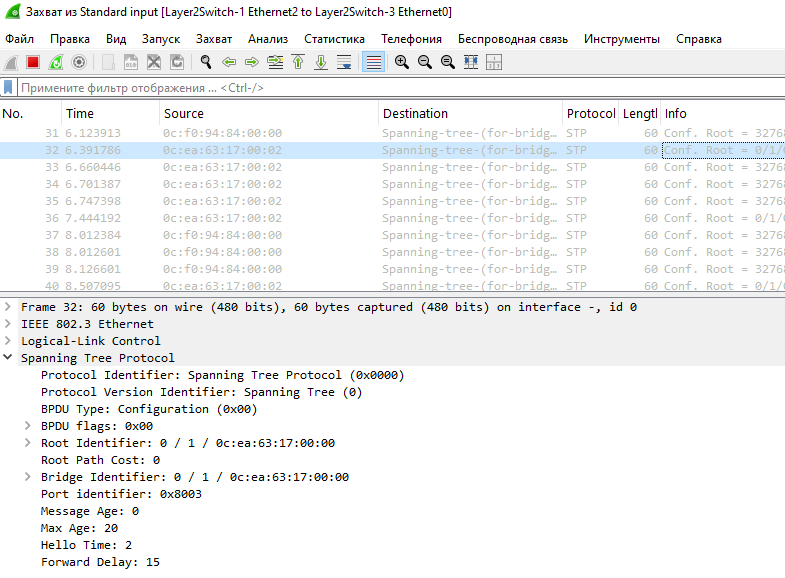 Захват из Standard input [Layer2Switch-1 Ethernet2 to Layer2Switch-3 Ethernet0]
Файл Правка Вид Запуск Захват Анализ Статистика Телефония Беспроводная связь Инструменты Справка
Примените фильтр отображения ... <Ctrl-/>
No. Time Source Destination Protocol Lengtl Info
31 6.123913 0c:f0:94:84:00:00 Spanning-tree-(for-bridg… STP 60 Conf. Root = 32768
32 6.391786 0c:ea:63:17:00:02 Spanning-tree-(for-bridg… STP 60 Conf. Root = 0/1/0
33 6.660446 0c:ea:63:17:00:02 Spanning-tree-(for-bridg… STP 60 Conf. Root = 32768
34 6.701387 0c:ea:63:17:00:02 Spanning-tree-(for-bridg… STP 60 Conf. Root = 32768
35 6.747398 0c:ea:63:17:00:02 Spanning-tree-(for-bridg… STP 60 Conf. Root = 32768
36 7.444192 0c:ea:63:17:00:02 Spanning-tree-(for-bridg… STP 60 Conf. Root = 0/1/0
37 8.012384 0c:f0:94:84:00:00 Spanning-tree-(for-bridg… STP 60 Conf. Root = 32768
38 8.012601 0c:f0:94:84:00:00 Spanning-tree-(for-bridg… STP 60 Conf. Root = 32768
39 8.126601 0c:f0:94:84:00:00 Spanning-tree-(for-bridg… STP 60 Conf. Root = 32768
40 8.507095 0c:ea:63:17:00:02 Spanning-tree-(for-bridg… STP 60 Conf. Root = 0/1/0
Frame 32: 60 bytes on wire (480 bits), 60 bytes captured (480 bits) on interface -, id 0
IEEE 802.3 Ethernet
Logical-Link Control
Spanning Tree Protocol
Protocol Identifier: Spanning Tree Protocol (0x0000)
Protocol Version Identifier: Spanning Tree (0)
BPDU Type: Configuration (0x00)
BPDU flags: 0x00
Root Identifier: 0 / 1 / 0c:ea:63:17:00:00
Root Path Cost: 0
Bridge Identifier: 0 / 1 / 0c:ea:63:17:00:00
Port identifier: 0x8003
Message Age: 0
Max Age: 20
Hello Time: 2
Forward Delay: 15